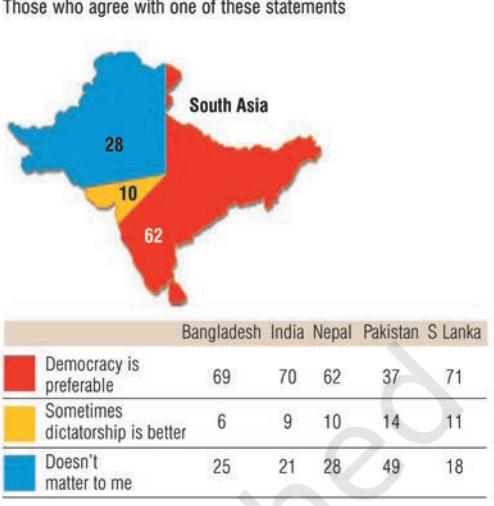 Those who agree with one of these statements
South Asia
28
10
62
Bangladesh India Nepal Pakistan S Lanka
Democracy is
preferable 69 70 62 37 71
Sometimes
dictatorship is better 6 9 10 14 11
Doesn't
matter to me 25 21 28 49 18